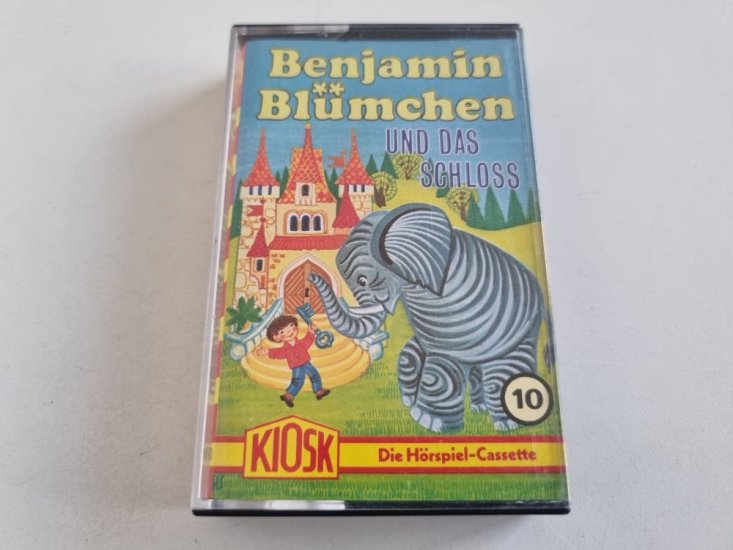 Benjamin
Blümchen
UND DAS
SCHLOSS
10
KIOSK
Die Hörspiel-Cassette